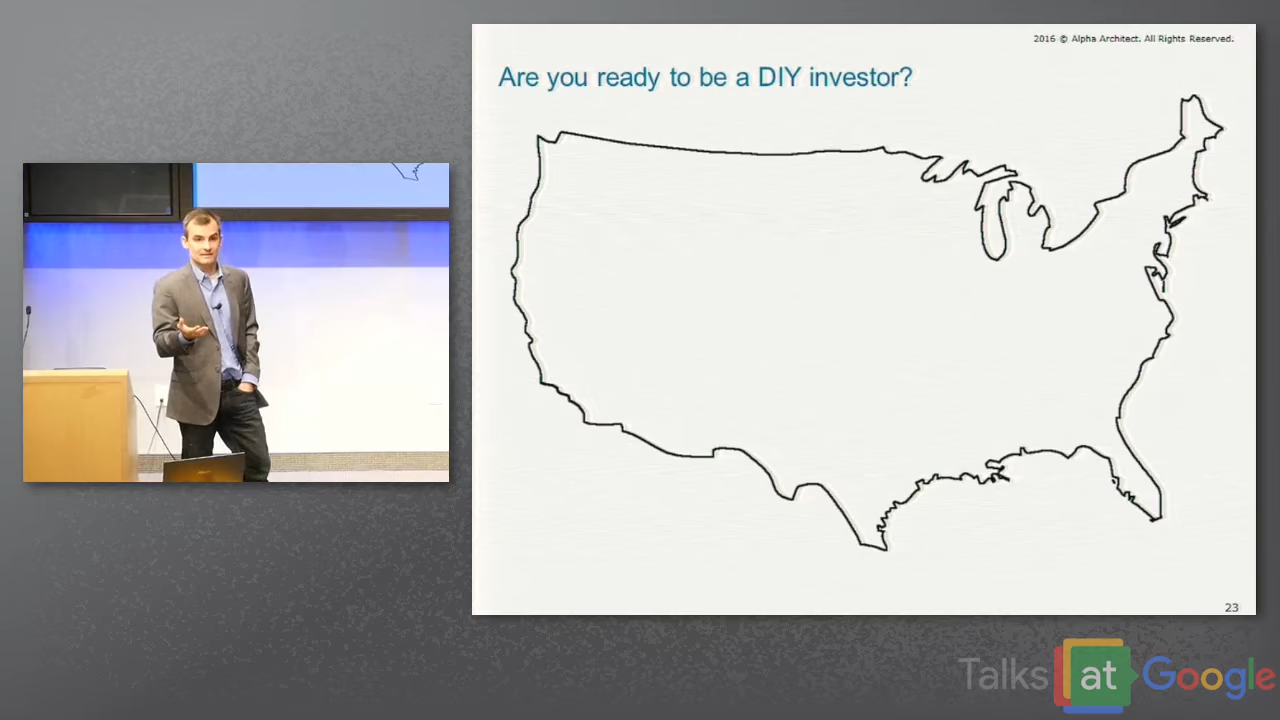 2016 © Alpha Architect. All Rights Reserved.
Are you ready to be a DIY investor?
23
Talks at Google